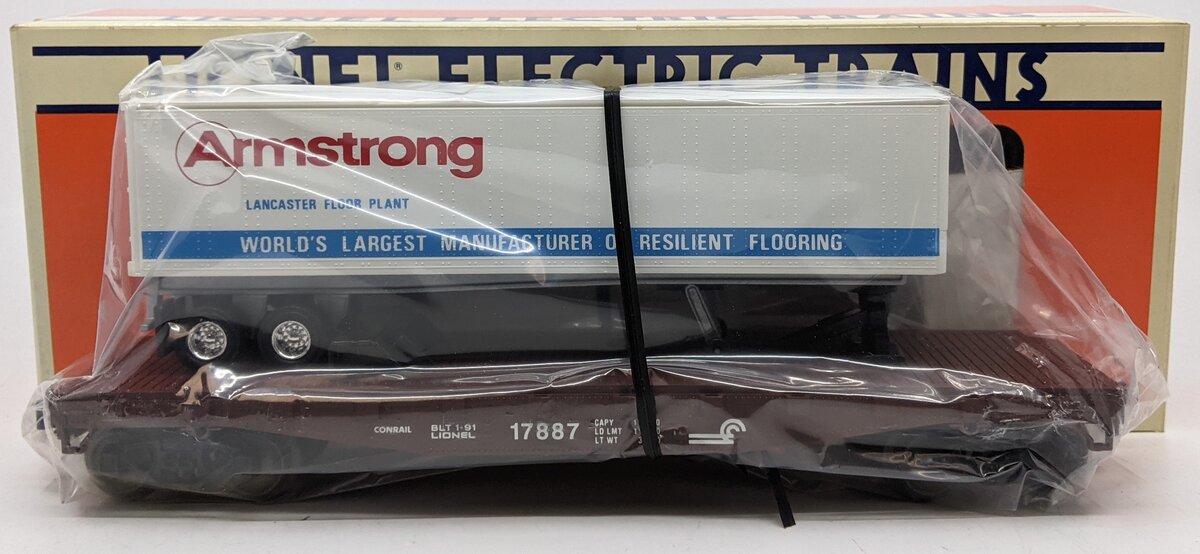 LIONEL ELECTRIC TRAINS
Armstrong
LANCASTER FLOOR PLANT
WORLD'S LARGEST MANUFACTURER OF RESILIENT FLOORING
CONRAIL
BLT 1-91
LIONEL
17887
CAPY
LD LMT
LT WT